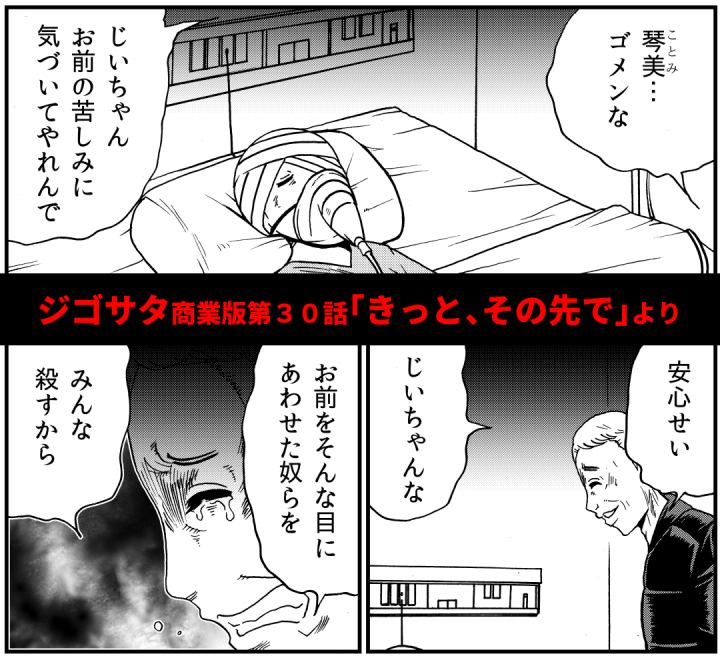 琴美…
ことみ
ゴメンな
じいちゃん
お前の苦しみに
気づいてやれんで
ジゴサタ商業版第30話「きっと、その先で」より
安心せい
じいちゃんな
お前をそんな目に
あわせた奴らを
みんな
殺すから